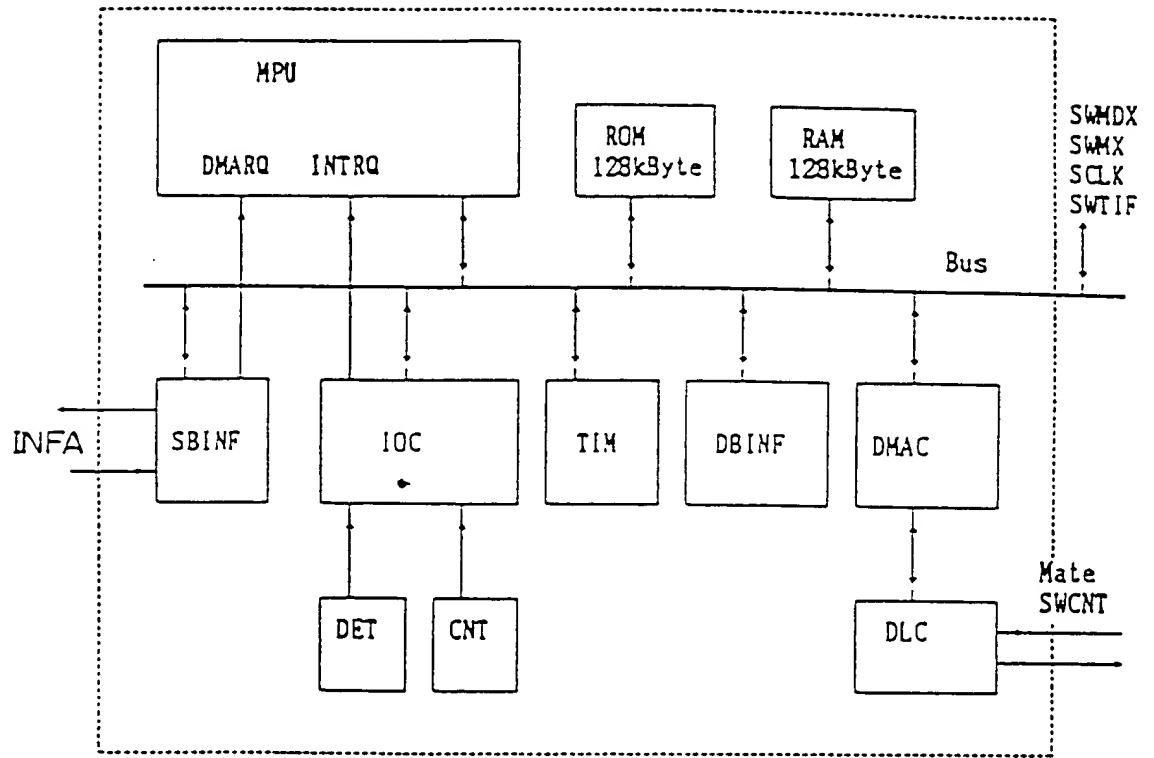 MPU
DMARQ INTRQ
ROM
128kByte
RAM
128kByte
SWMDX
SWMX
SCLK
SWTIF
Bus
INFA
SBINF
IOC
TIM
DBINF
DMAC
DET
CNT
DLC
Mate
SWCNT